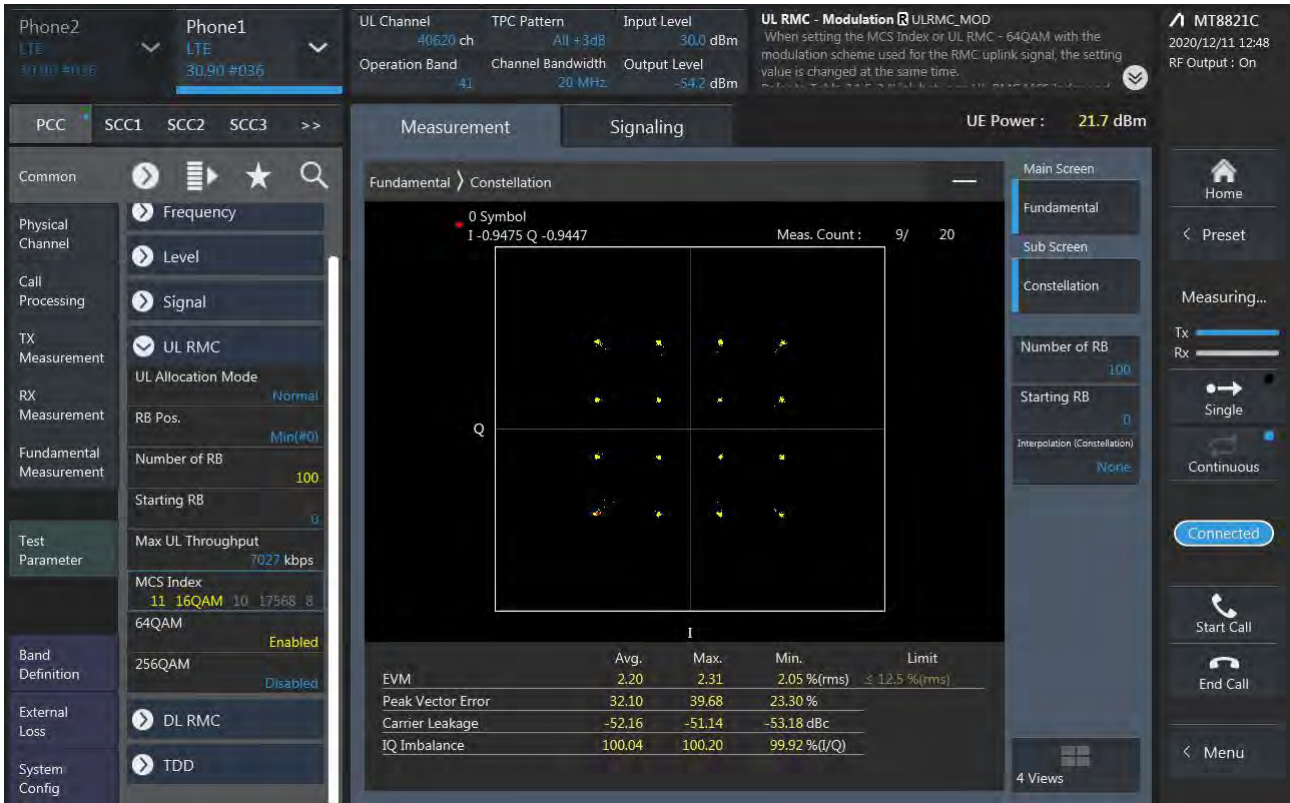 Phone2
LTE
Phone1
LTE
30.90 #036
UL Channel
40620 ch
TPC Pattern
All +3dB
Input Level
30.0 dBm
Operation Band
41
Channel Bandwidth
20 MHz
Output Level
-54.2 dBm
UL RMC - Modulation R ULRMC_MOD
When setting the MCS Index or UL RMC - 64QAM with the
modulation scheme used for the RMC uplink signal, the setting
value is changed at the same time.
MT8821C
2020/12/11 12:48
RF Output : On
PCC SCC1 SCC2 SCC3 >>
Measurement
Signaling
UE Power : 21.7 dBm
Common
Physical
Channel
Call
Processing
TX
Measurement
RX
Measurement
Fundamental
Measurement
Test
Parameter
Band
Definition
External
Loss
System
Config
Frequency
Level
Signal
UL RMC
UL Allocation Mode
Normal
RB Pos.
Min(#0)
Number of RB
100
Starting RB
0
Max UL Throughput
7027 kbps
MCS Index
11 16QAM 10 17568 8
64QAM
Enabled
256QAM
Disabled
DL RMC
TDD
Fundamental 〉 Constellation
0 Symbol
I -0.9475 Q -0.9447
Meas. Count : 9/ 20
Q
I
Avg. Max. Min. Limit
EVM 2.20 2.31 2.05 %(rms) ≤ 12.5 %(rms)
Peak Vector Error 32.10 39.68 23.30 %
Carrier Leakage -52.16 -51.14 -53.18 dBc
IQ Imbalance 100.04 100.20 99.92 %(I/Q)
Main Screen
Fundamental
Sub Screen
Constellation
Number of RB
100
Starting RB
0
Interpolation (Constellation)
None
4 Views
Home
< Preset
Measuring...
Tx
Rx
Single
Continuous
Connected
Start Call
End Call
< Menu